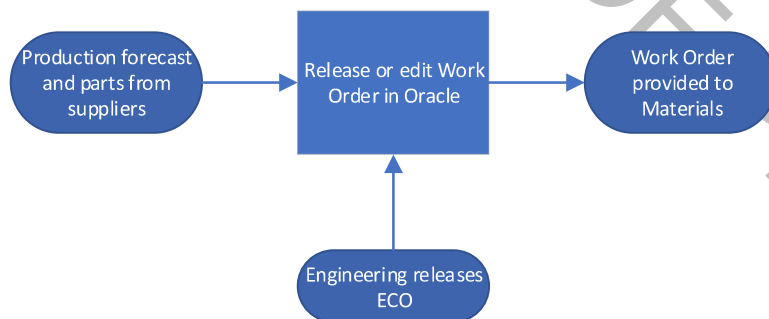 Production forecast
and parts from
suppliers
Release or edit Work
Order in Oracle
Work Order
provided to
Materials
Engineering releases
ECO